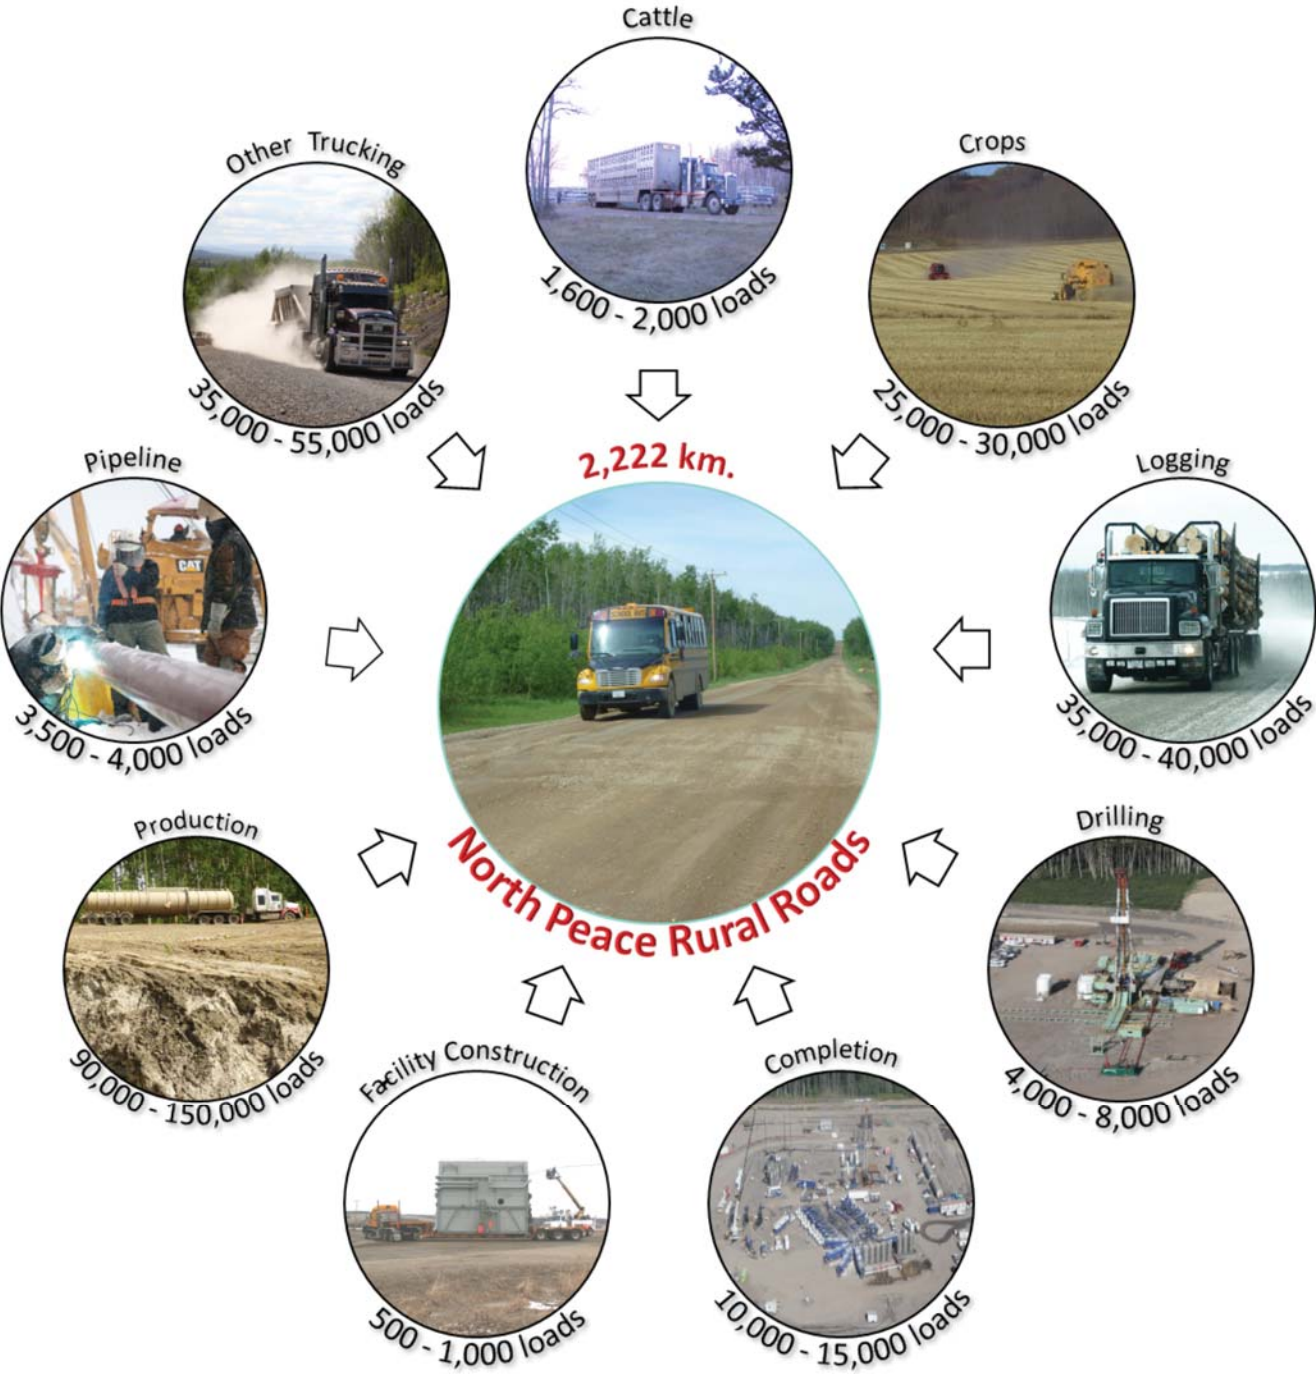 Cattle
1,600 - 2,000 loads
Crops
25,000 - 30,000 loads
Logging
35,000 - 40,000 loads
Drilling
4,000 - 8,000 loads
Completion
10,000 - 15,000 loads
Facility Construction
500 - 1,000 loads
Production
90,000 - 150,000 loads
Pipeline
3,500 - 4,000 loads
CAT
Other Trucking
35,000 - 55,000 loads
2,222 km.
SCHOOL BUS
North Peace Rural Roads